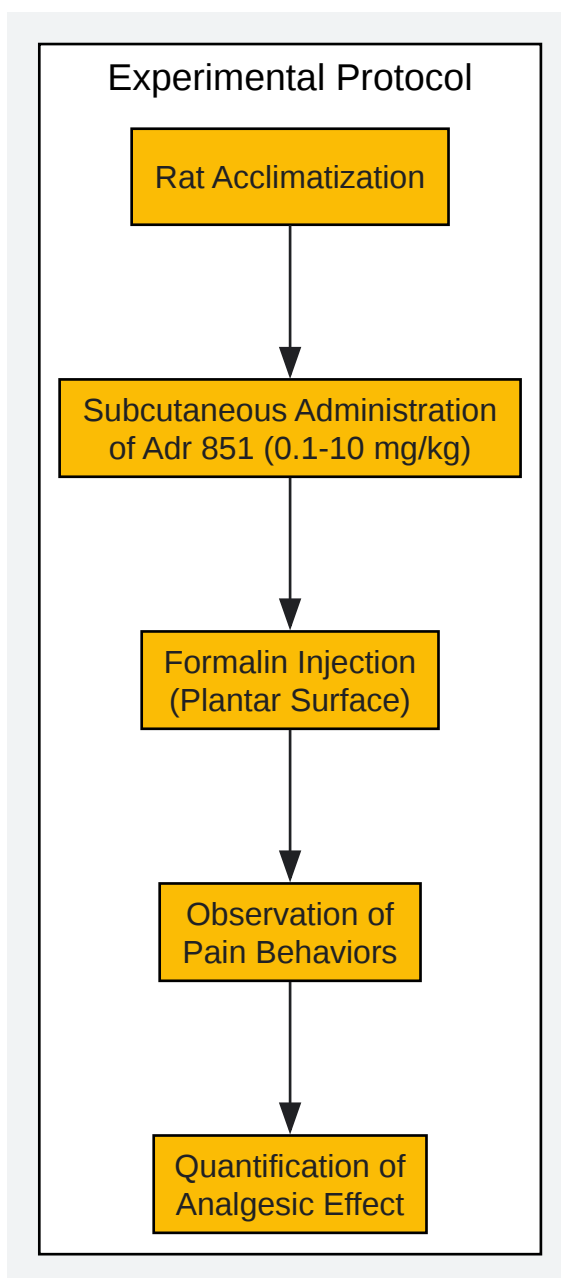 Experimental Protocol
Rat Acclimatization
Subcutaneous Administration
of Adr 851 (0.1-10 mg/kg)
Formalin Injection
(Plantar Surface)
Observation of
Pain Behaviors
Quantification of
Analgesic Effect